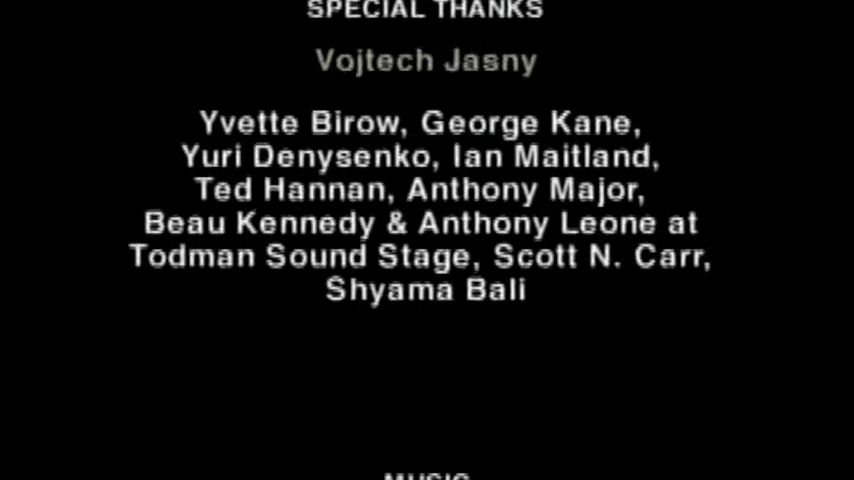 SPECIAL THANKS
Vojtech Jasny
Yvette Birow, George Kane,
Yuri Denysenko, Ian Maitland,
Ted Hannan, Anthony Major,
Beau Kennedy & Anthony Leone at
Todman Sound Stage, Scott N. Carr,
Shyama Bali
MUSIC